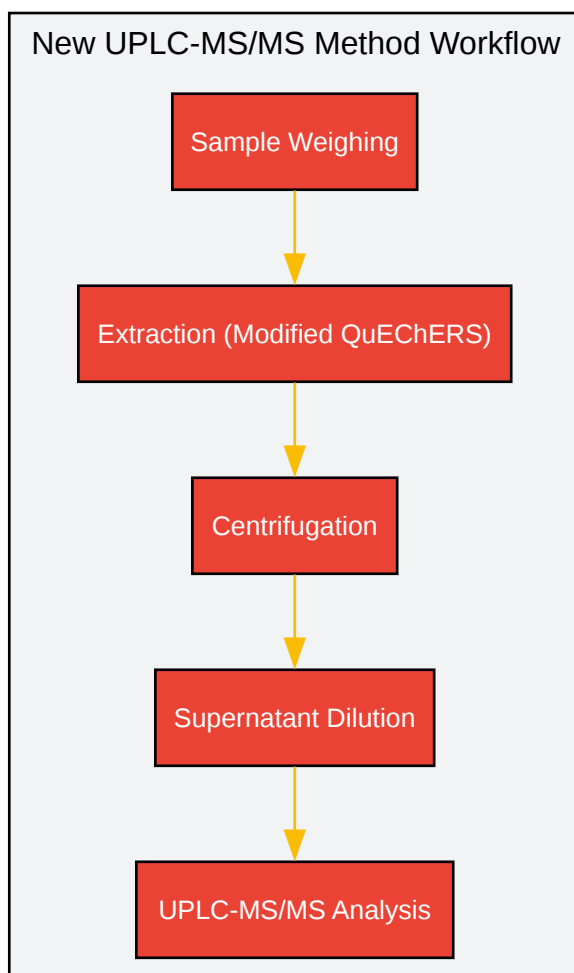 New UPLC-MS/MS Method Workflow
Sample Weighing
Extraction (Modified QuEChERS)
Centrifugation
Supernatant Dilution
UPLC-MS/MS Analysis